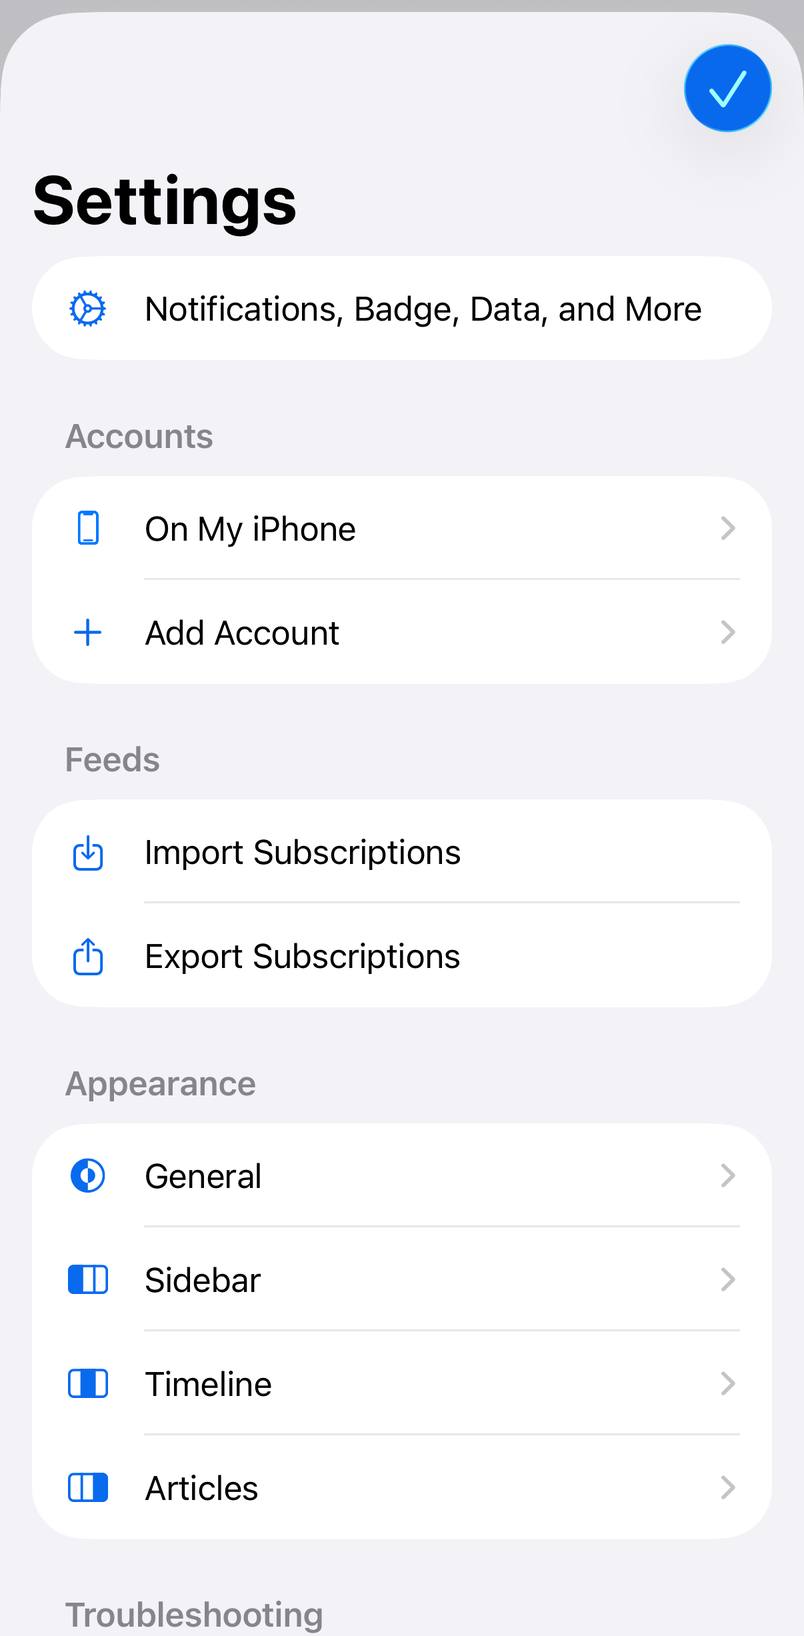 Settings
Notifications, Badge, Data, and More
Accounts
On My iPhone
Add Account
Feeds
Import Subscriptions
Export Subscriptions
Appearance
General
Sidebar
Timeline
Articles
Troubleshooting